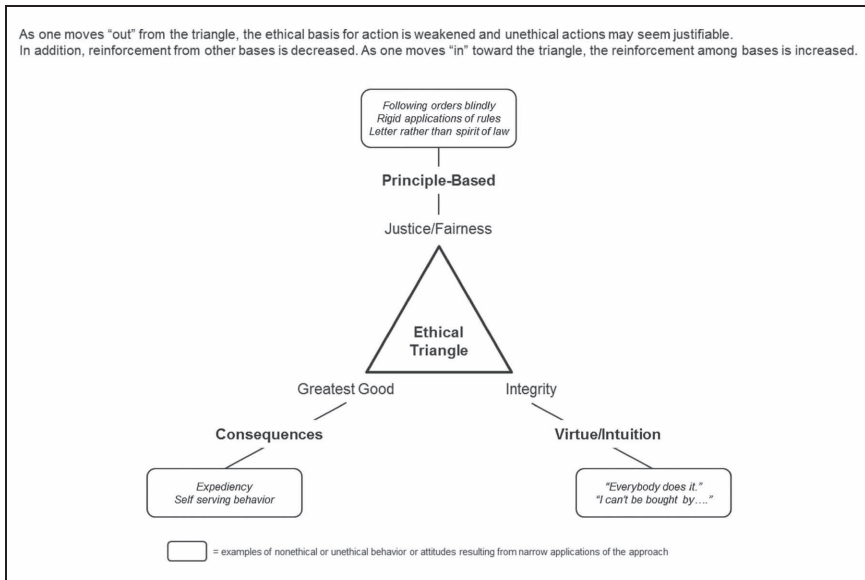 As one moves “out” from the triangle, the ethical basis for action is weakened and unethical actions may seem justifiable.
In addition, reinforcement from other bases is decreased. As one moves “in” toward the triangle, the reinforcement among bases is increased.
Following orders blindly
Rigid applications of rules
Letter rather than spirit of law
Principle-Based
Justice/Fairness
Ethical
Triangle
Greatest Good
Integrity
Consequences
Virtue/Intuition
Expediency
Self serving behavior
“Everybody does it.”
“I can't be bought by....”
= examples of nonethical or unethical behavior or attitudes resulting from narrow applications of the approach